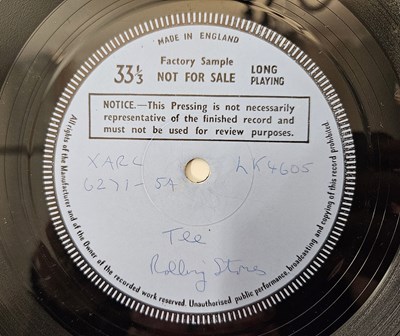 MADE IN ENGLAND
Factory Sample
33⅓ NOT FOR SALE LONG PLAYING
NOTICE.—This Pressing is not necessarily
representative of the finished record and
must not be used for review purposes.
XARL LK4605
6271-5A
The
Rolling Stones
All rights of the Manufacturer and of the Owner of the recorded work reserved. Unauthorised public performance, broadcasting and copying of this record prohibited.